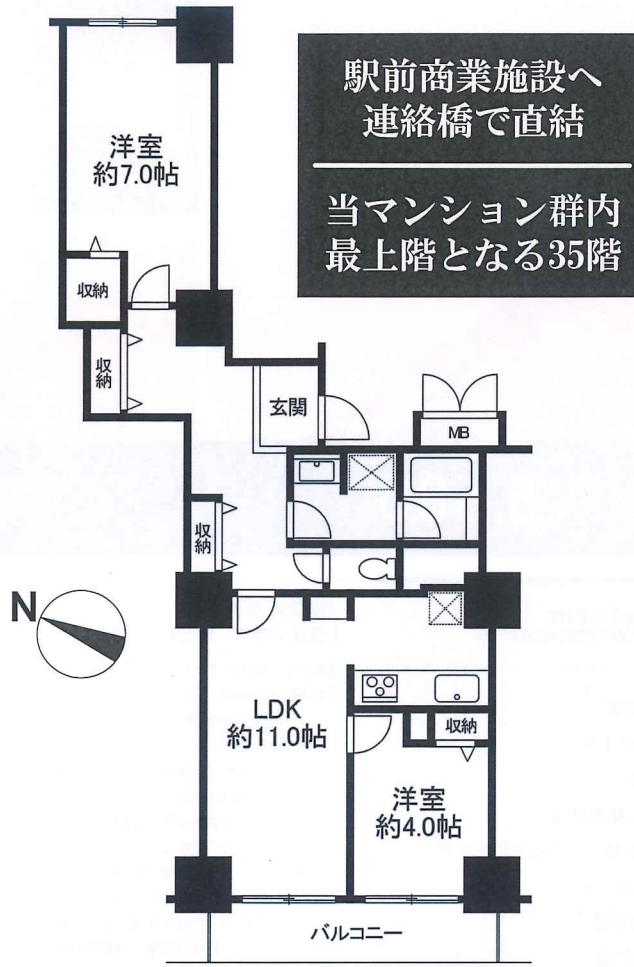 駅前商業施設へ
連絡橋で直結
当マンション群内
最上階となる35階
洋室
約7.0帖
収納
収納
玄関
MB
収納
N
LDK
約11.0帖
収納
洋室
約4.0帖
バルコニー